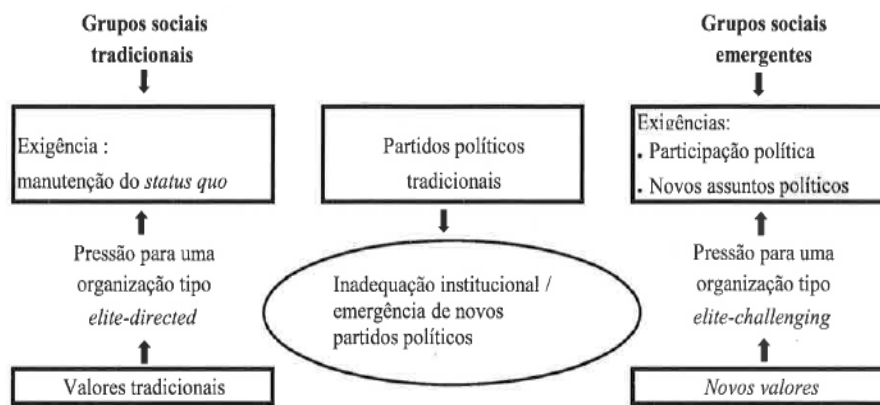 Grupos sociais
tradicionais
Exigência :
manutenção do status quo
Pressão para uma
organização tipo
elite-directed
Valores tradicionais
Partidos políticos
tradicionais
Inadequação institucional /
emergência de novos
partidos políticos
Grupos sociais
emergentes
Exigências:
• Participação política
• Novos assuntos políticos
Pressão para uma
organização tipo
elite-challenging
Novos valores